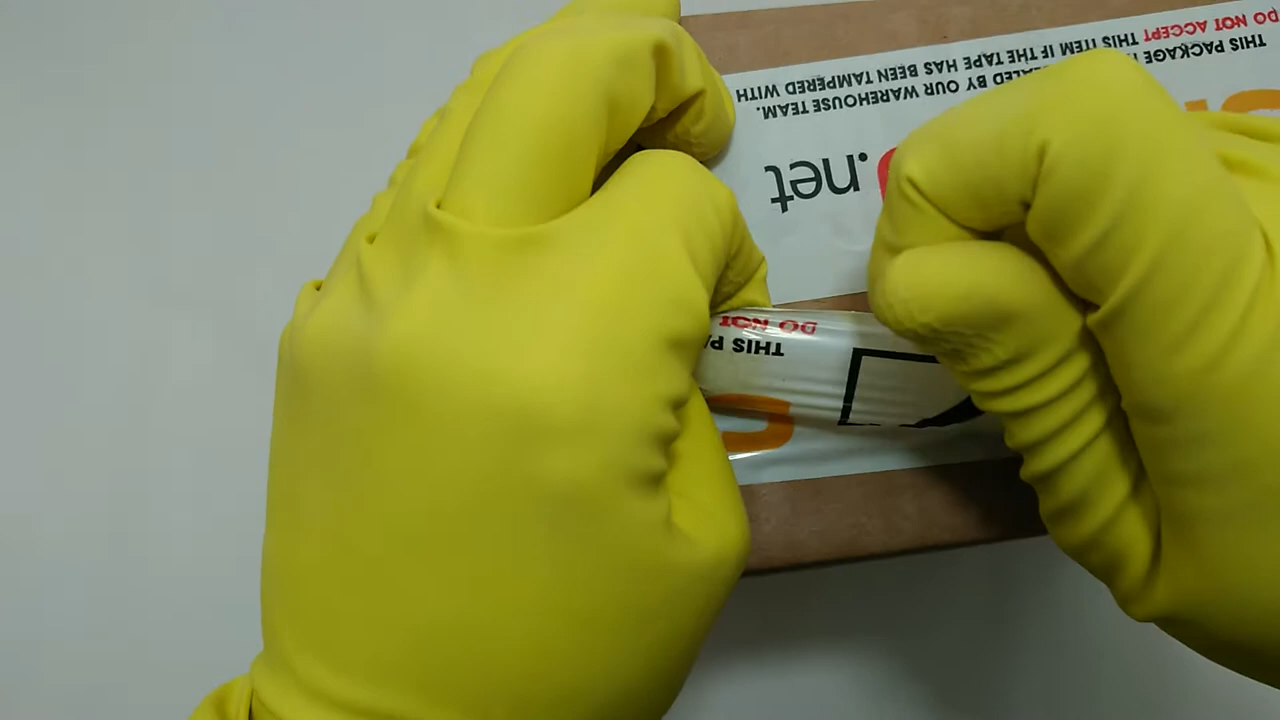 DO NOT ACCEPT THIS ITEM IF THE TAPE HAS BEEN TAMPERED WITH
THIS PACKAGE BY OUR WAREHOUSE TEAM.
.net
DO NOT
THIS